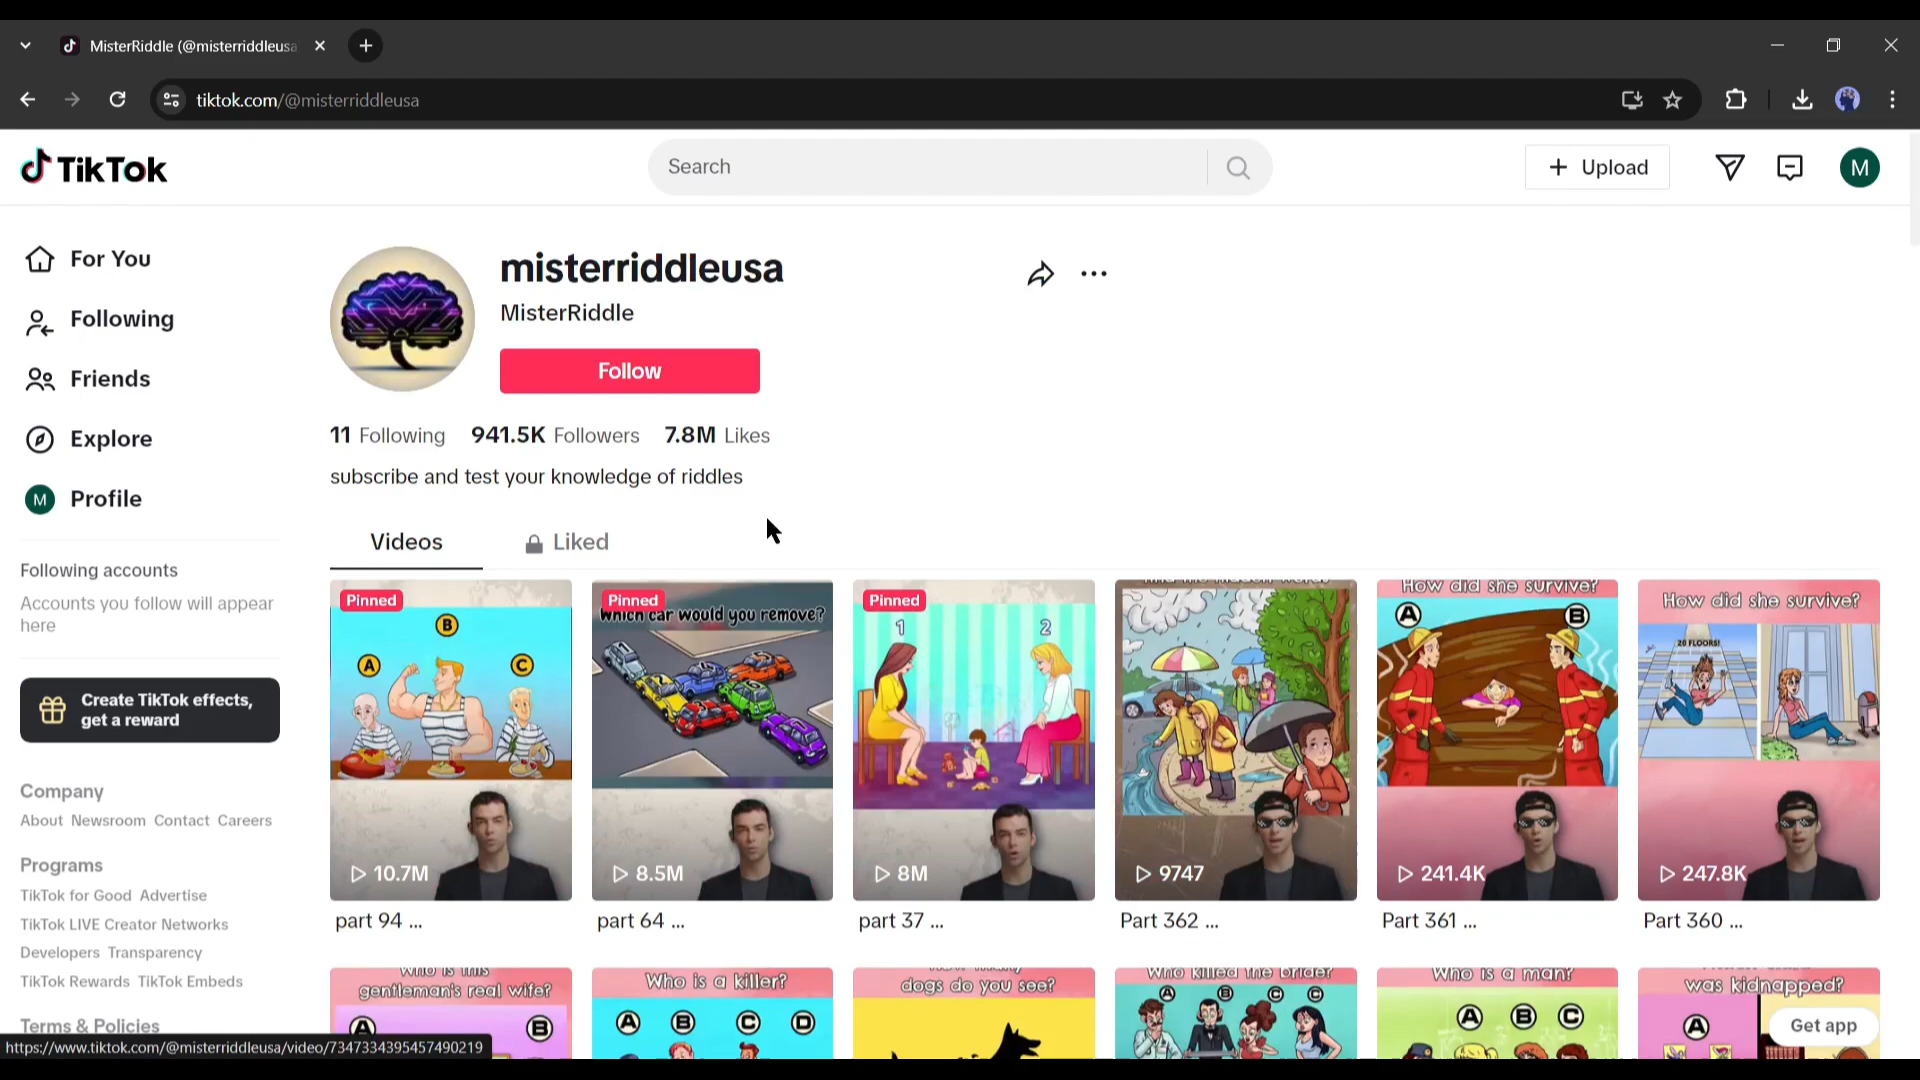 MisterRiddle (@misterriddleusa
tiktok.com/@misterriddleusa
TikTok
Search
Upload
M
For You
Following
Friends
Explore
M Profile
Following accounts
Accounts you follow will appear
here
Create TikTok effects,
get a reward
Company
About Newsroom Contact Careers
Programs
TikTok for Good Advertise
TikTok LIVE Creator Networks
Developers Transparency
TikTok Rewards TikTok Embeds
Terms & Policies
https://www.tiktok.com/@misterriddleusa/video/7347334395457490219
misterriddleusa
MisterRiddle
Follow
11 Following 941.5K Followers 7.8M Likes
subscribe and test your knowledge of riddles
Videos Liked
Pinned
A B C
10.7M
part 94 ...
Pinned
Which car would you remove?
8.5M
part 64 ...
Pinned
1 2
8M
part 37 ...
9747
Part 362 ...
How did she survive?
A B
241.4K
Part 361 ...
How did she survive?
20 FLOORS!
247.8K
Part 360 ...
Who is this
gentleman's real wife?
A B
Who is a killer?
A B C D
dogs do you see?
Who killed the bride?
A B C C
Who is a man?
A B C
was kidnapped?
A
Get app